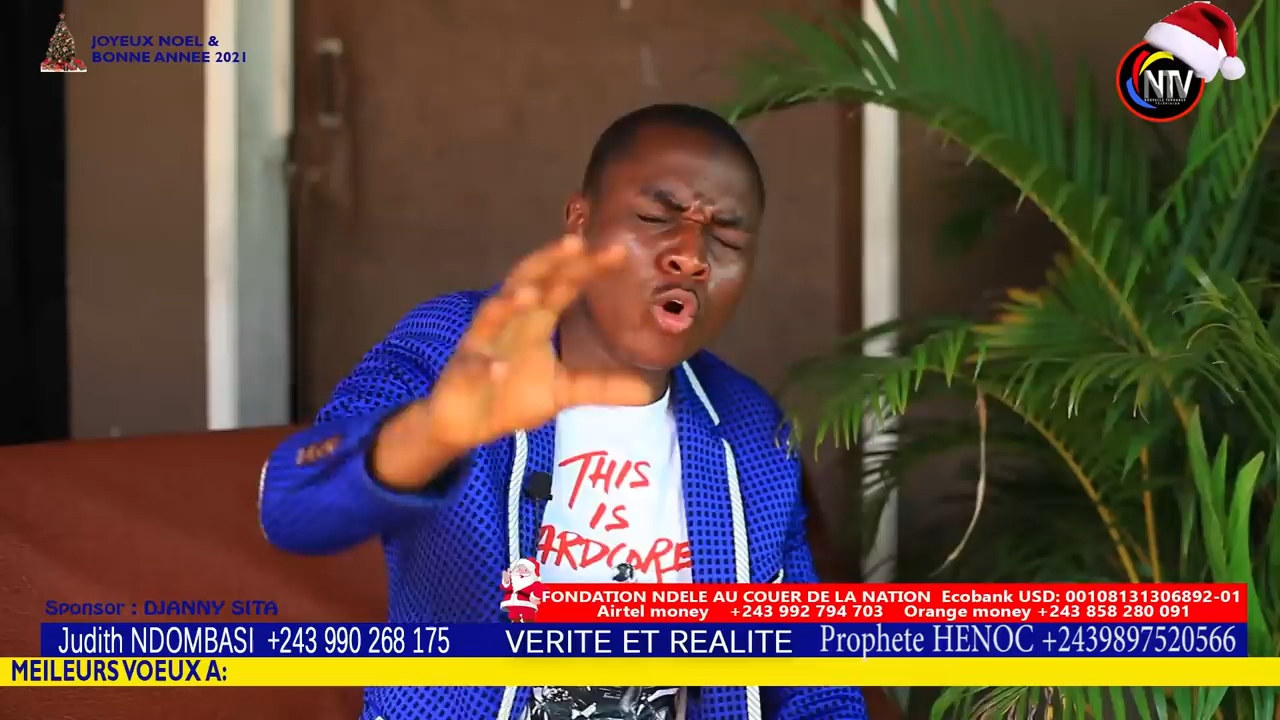 JOYEUX NOEL &
BONNE ANNEE 2021
NTV
THIS
IS
ARDCORE
FONDATION NDELE AU COUER DE LA NATION Ecobank USD: 00108131306892-01
Airtel money +243 992 794 703 Orange money +243 858 280 091
Sponsor : DJANNY SITA
Judith NDOMBASI +243 990 268 175
VERITE ET REALITE
Prophete HENOC +2439897520566
MEILEURS VOEUX A: